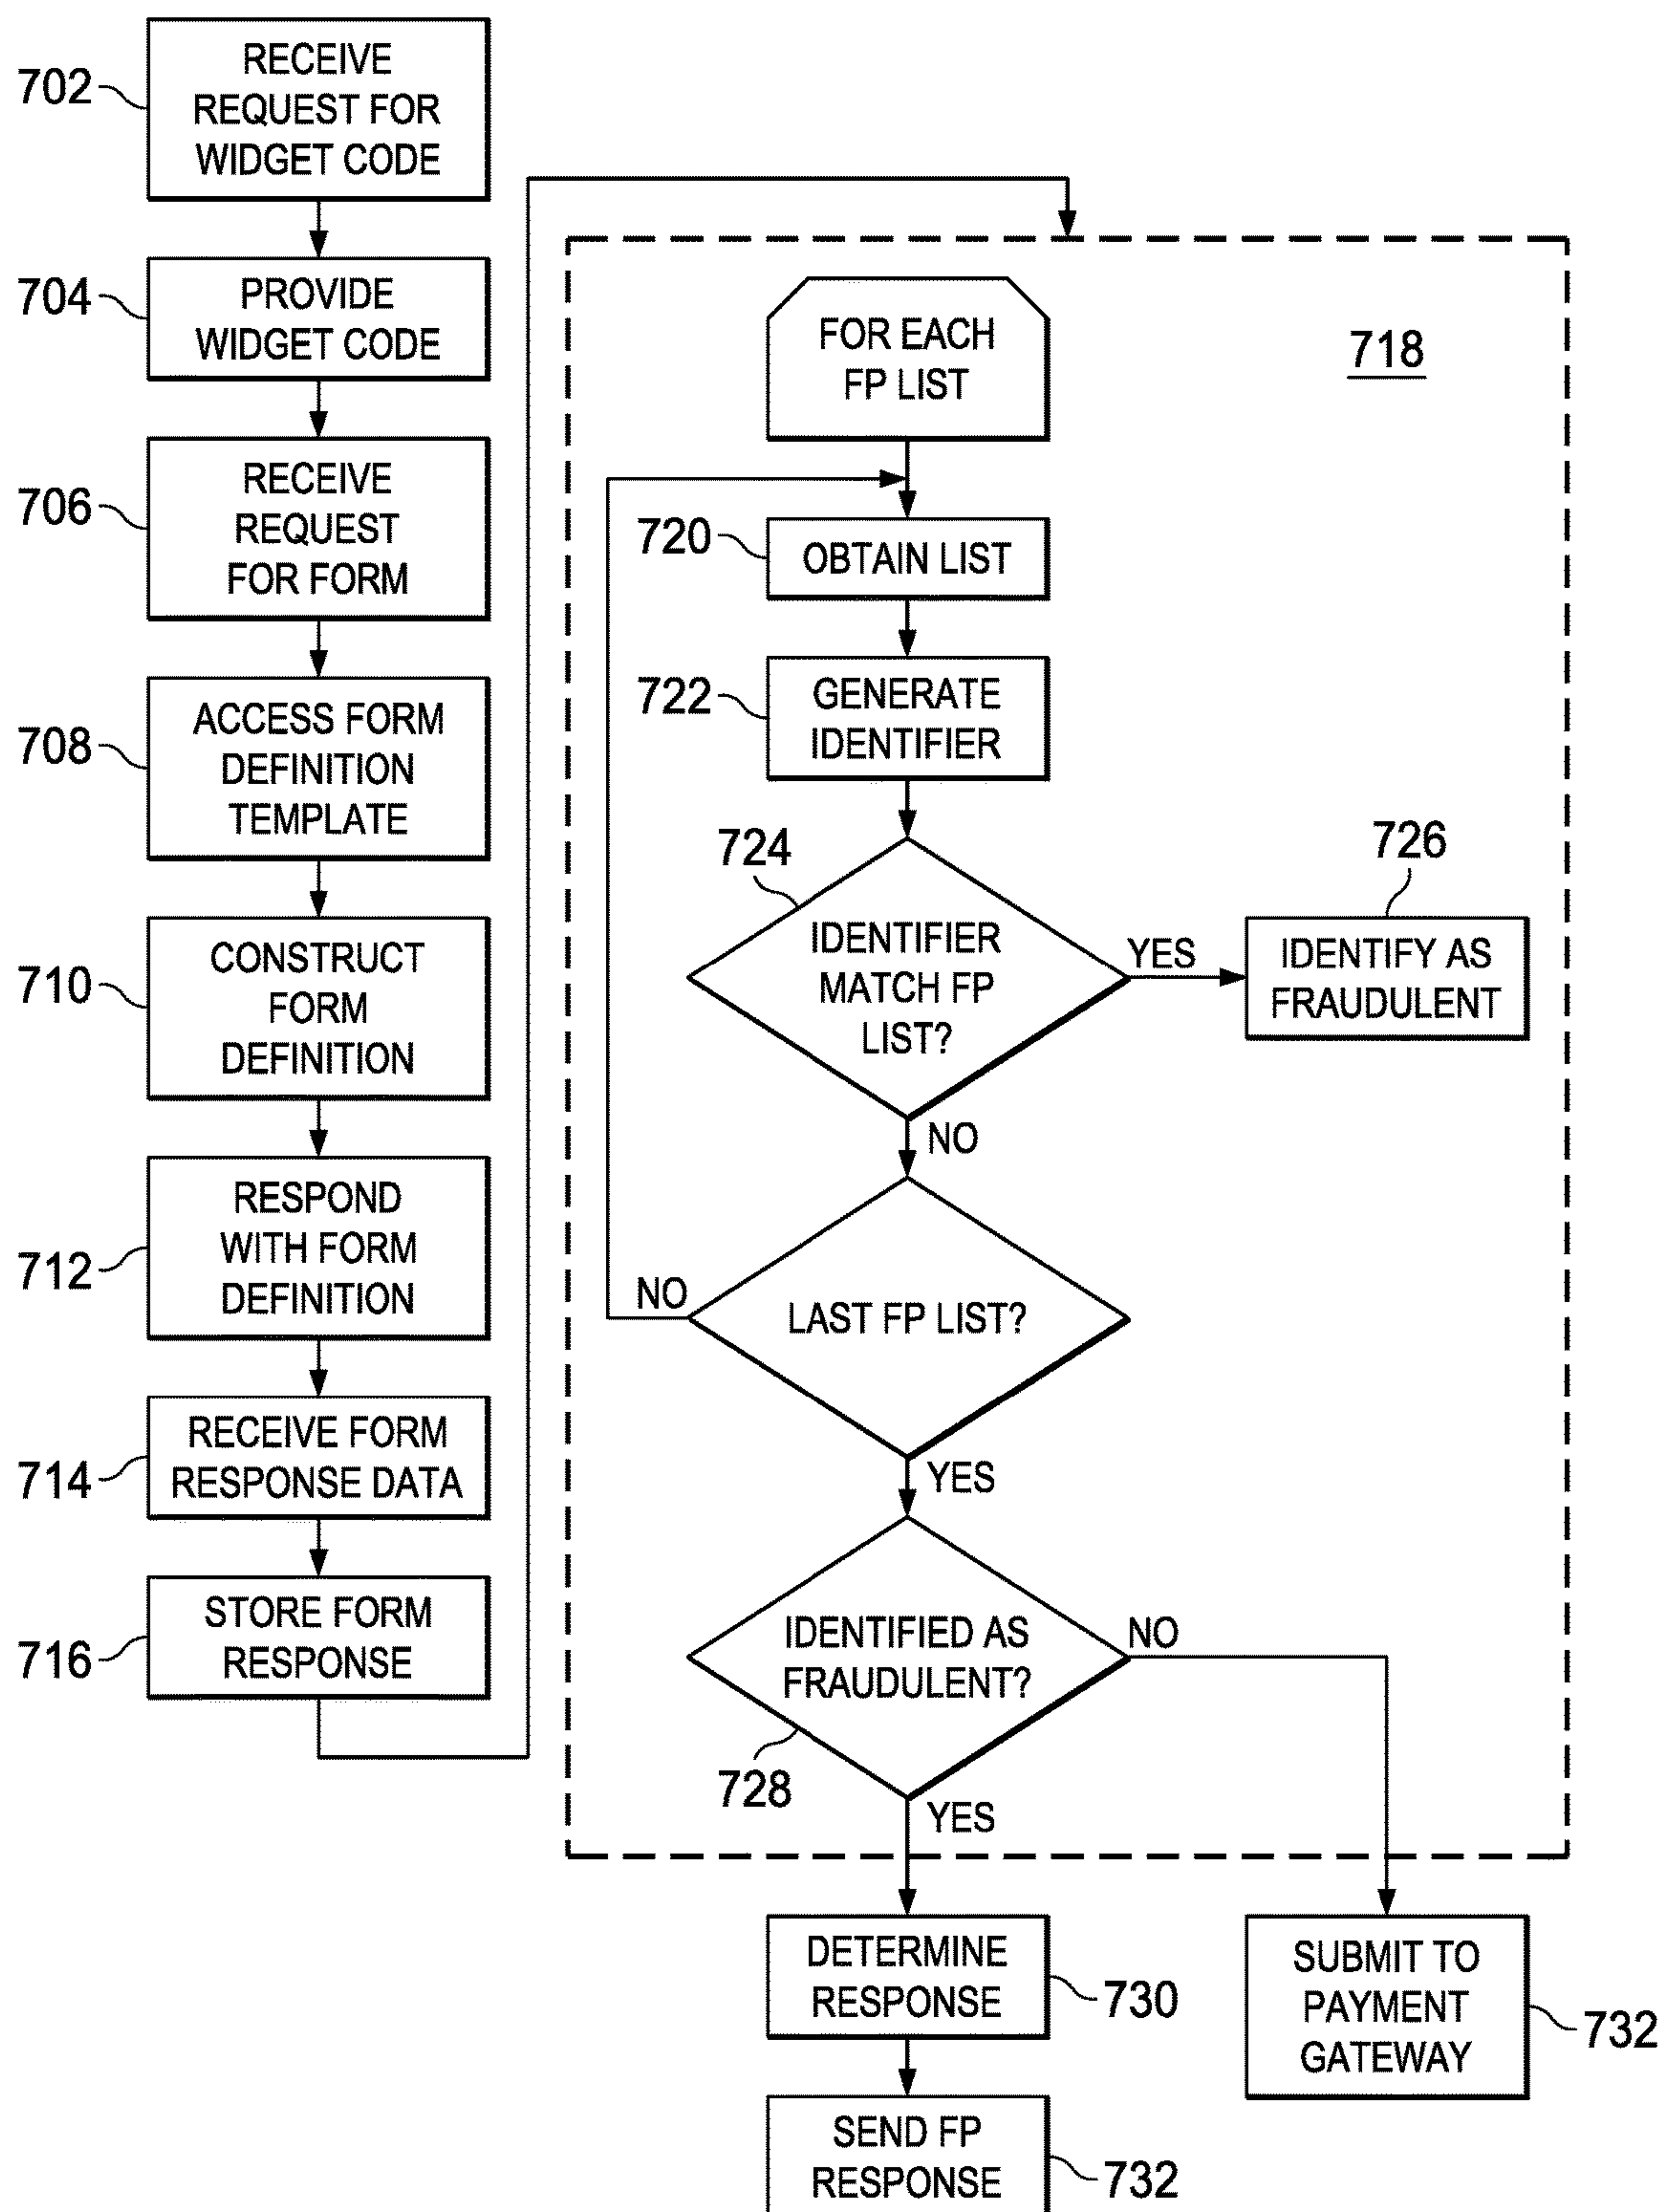 702
RECEIVE
REQUEST FOR
WIDGET CODE
704
PROVIDE
WIDGET CODE
706
RECEIVE
REQUEST
FOR FORM
708
ACCESS FORM
DEFINITION
TEMPLATE
710
CONSTRUCT
FORM
DEFINITION
712
RESPOND
WITH FORM
DEFINITION
714
RECEIVE FORM
RESPONSE DATA
716
STORE FORM
RESPONSE
718
FOR EACH
FP LIST
720
OBTAIN LIST
722
GENERATE
IDENTIFIER
724
IDENTIFIER
MATCH FP
LIST?
YES
726
IDENTIFY AS
FRAUDULENT
NO
LAST FP LIST?
NO
YES
IDENTIFIED AS
FRAUDULENT?
NO
728
YES
DETERMINE
RESPONSE
730
SUBMIT TO
PAYMENT
GATEWAY
732
SEND FP
RESPONSE
732